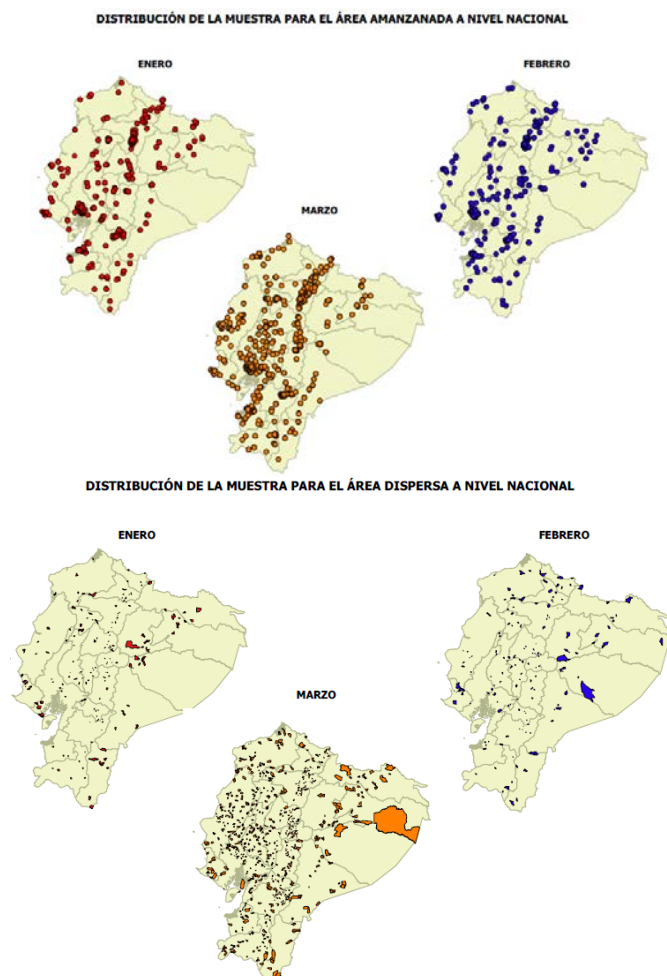 DISTRIBUCIÓN DE LA MUESTRA PARA EL ÁREA AMANZANADA A NIVEL NACIONAL
ENERO
FEBRERO
MARZO
DISTRIBUCIÓN DE LA MUESTRA PARA EL ÁREA DISPERSA A NIVEL NACIONAL
ENERO
FEBRERO
MARZO